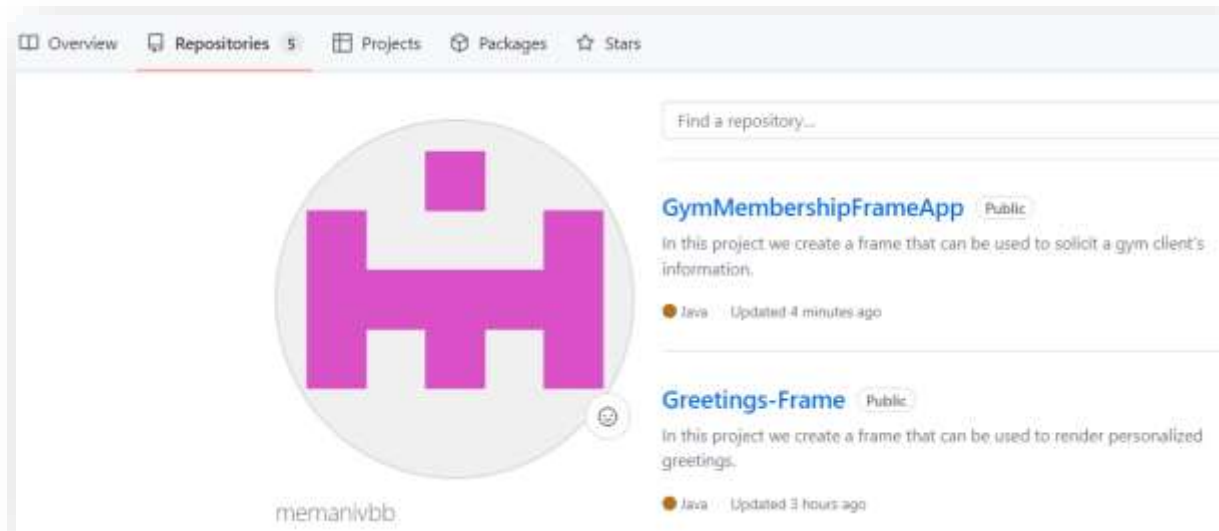 Overview Repositories 5 Projects Packages Stars
Find a repository...
GymMembershipFrameApp Public
In this project we create a frame that can be used to solicit a gym client's
information.
Java Updated 4 minutes ago
Greetings-Frame Public
In this project we create a frame that can be used to render personalized
greetings.
Java Updated 3 hours ago
memanivbb